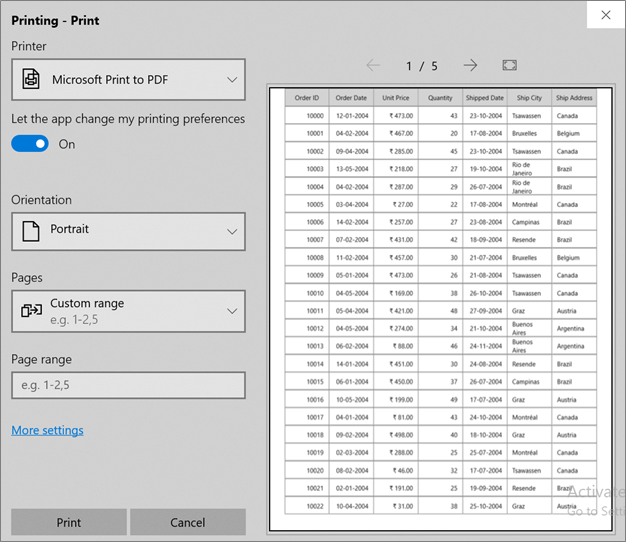 Printing - Print
Printer
Microsoft Print to PDF
Let the app change my printing preferences
On
Orientation
Portrait
Pages
Custom range
e.g. 1-2,5
Page range
e.g. 1-2,5
More settings
Print Cancel
1 / 5
Order ID Order Date Unit Price Quantity Shipped Date Ship City Ship Address
10000 12-01-2004 ₹ 473.00 43 23-10-2004 Tsawassen Canada
10001 04-02-2004 ₹ 467.00 20 17-08-2004 Bruxelles Belgium
10002 09-04-2004 ₹ 285.00 45 23-10-2004 Tsawassen Canada
10003 13-05-2004 ₹ 218.00 27 19-10-2004 Rio de Janeiro Brazil
10004 04-02-2004 ₹ 287.00 29 26-07-2004 Rio de Janeiro Brazil
10005 03-04-2004 ₹ 27.00 22 17-08-2004 Montréal Canada
10006 14-02-2004 ₹ 257.00 27 23-08-2004 Campinas Brazil
10007 07-02-2004 ₹ 431.00 42 18-09-2004 Resende Brazil
10008 11-02-2004 ₹ 457.00 30 21-07-2004 Bruxelles Belgium
10009 05-01-2004 ₹ 473.00 26 21-08-2004 Tsawassen Canada
10010 04-05-2004 ₹ 169.00 38 26-10-2004 Tsawassen Canada
10011 05-04-2004 ₹ 421.00 48 27-09-2004 Graz Austria
10012 04-05-2004 ₹ 274.00 34 21-10-2004 Buenos Aires Argentina
10013 06-02-2004 ₹ 88.00 46 24-11-2004 Buenos Aires Argentina
10014 14-01-2004 ₹ 451.00 30 24-08-2004 Resende Brazil
10015 06-01-2004 ₹ 450.00 37 26-07-2004 Campinas Brazil
10016 10-05-2004 ₹ 199.00 49 17-07-2004 Graz Austria
10017 04-01-2004 ₹ 81.00 43 24-10-2004 Montréal Canada
10018 09-02-2004 ₹ 498.00 40 18-10-2004 Graz Austria
10019 02-03-2004 ₹ 288.00 25 25-07-2004 Montréal Canada
10020 08-02-2004 ₹ 46.00 32 17-07-2004 Tsawassen Canada
10021 02-01-2004 ₹ 191.00 25 19-09-2004 Resende Brazil
10022 10-04-2004 ₹ 31.00 38 25-10-2004 Graz Austria
Activate
Go to Setti